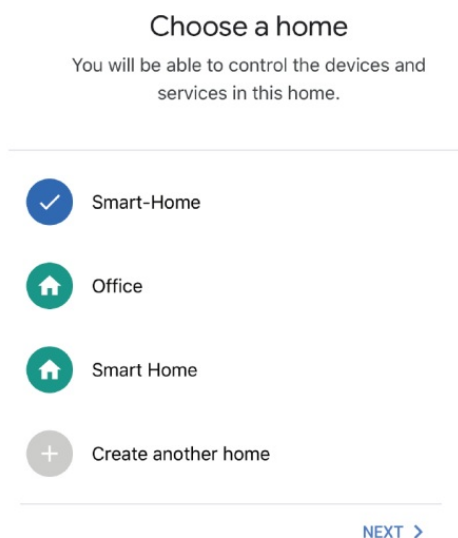 Choose a home
You will be able to control the devices and
services in this home.
Smart-Home
Office
Smart Home
Create another home
NEXT